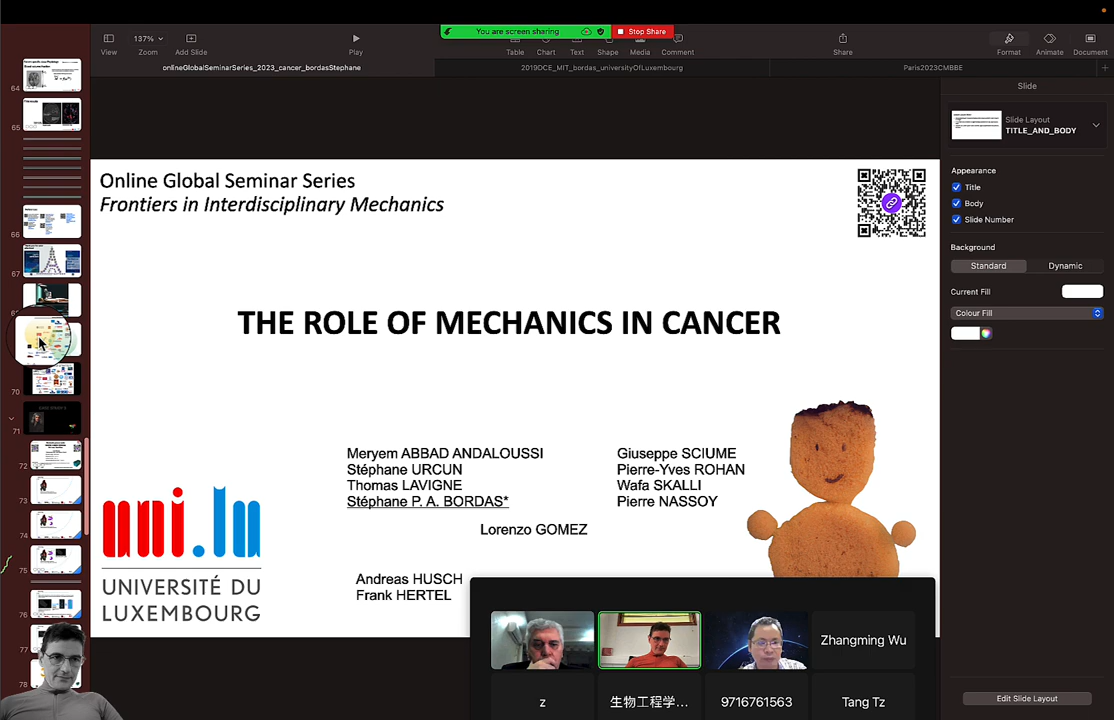 You are screen sharing
Stop Share
137%
View
Zoom
Add Slide
Play
Table
Chart
Text
Shape
Media
Comment
Share
Format
Animate
Document
onlineGlobalSeminarSeries_2023_cancer_bordasStephane
2019DCE_MIT_bordas_universityOfLuxembourg
Paris2023CMBBE
Slide
Slide Layout
TITLE_AND_BODY
Appearance
Title
Body
Slide Number
Background
Standard
Dynamic
Current Fill
Colour Fill
Edit Slide Layout
64
65
66
67
70
71
72
73
74
75
76
77
78
Online Global Seminar Series
Frontiers in Interdisciplinary Mechanics
THE ROLE OF MECHANICS IN CANCER
Meryem ABBAD ANDALOUSSI
Stéphane URCUN
Thomas LAVIGNE
Stéphane P. A. BORDAS*
Giuseppe SCIUME
Pierre-Yves ROHAN
Wafa SKALLI
Pierre NASSOY
Lorenzo GOMEZ
Andreas HUSCH
Frank HERTEL
uni.lu
UNIVERSITÉ DU
LUXEMBOURG
Zhangming Wu
z
生物工程学...
9716761563
Tang Tz